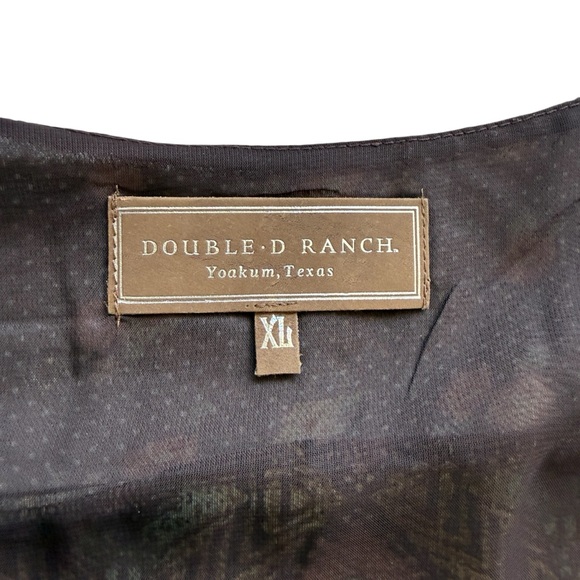 DOUBLE·D RANCH.
Yoakum, Texas
XL